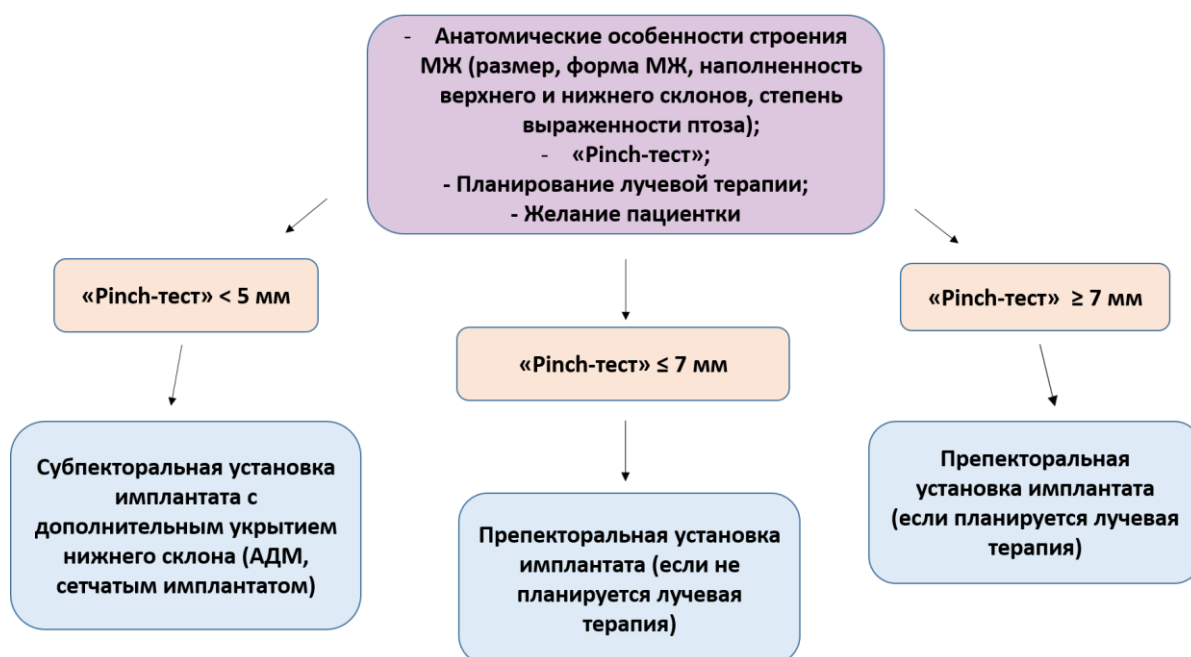 - Анатомические особенности строения
МЖ (размер, форма МЖ, наполненность
верхнего и нижнего склонов, степень
выраженности птоза);
- «Pinch-тест»;
- Планирование лучевой терапии;
- Желание пациентки
«Pinch-тест» < 5 мм
«Pinch-тест» ≤ 7 мм
«Pinch-тест» ≥ 7 мм
Субпекторальная установка
имплантата с
дополнительным укрытием
нижнего склона (АДМ,
сетчатым имплантатом)
Препекторальная установка
имплантата (если не
планируется лучевая
терапия)
Препекторальная
установка имплантата
(если планируется лучевая
терапия)